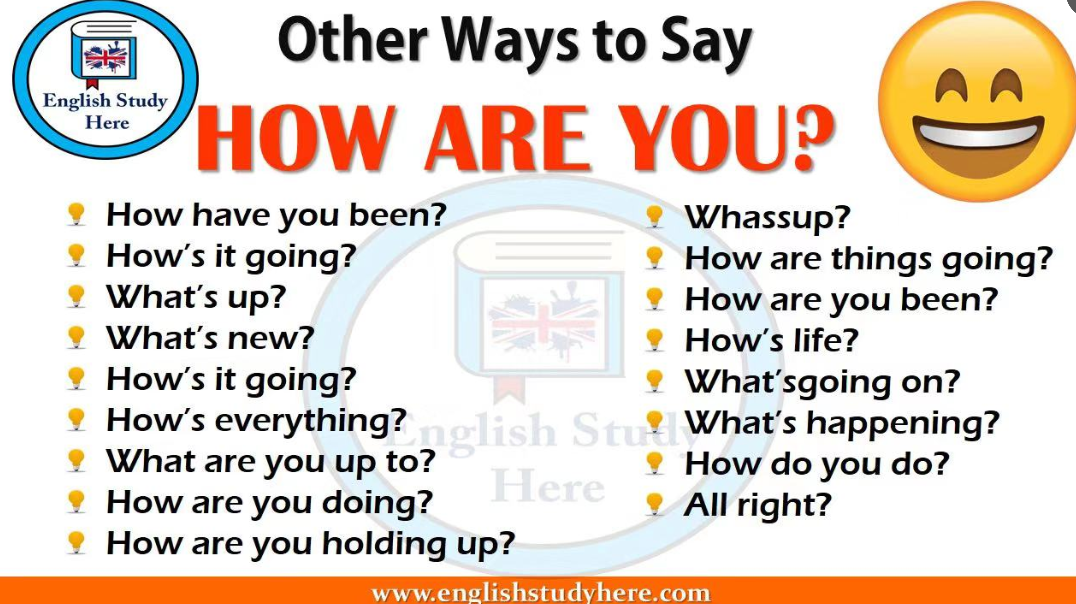 English Study
Here
Other Ways to Say
HOW ARE YOU?
How have you been?
How's it going?
What's up?
What's new?
How's it going?
How's everything?
What are you up to?
How are you doing?
How are you holding up?
Whassup?
How are things going?
How are you been?
How's life?
What'sgoing on?
What's happening?
How do you do?
All right?
English Study
Here
www.englishstudyhere.com